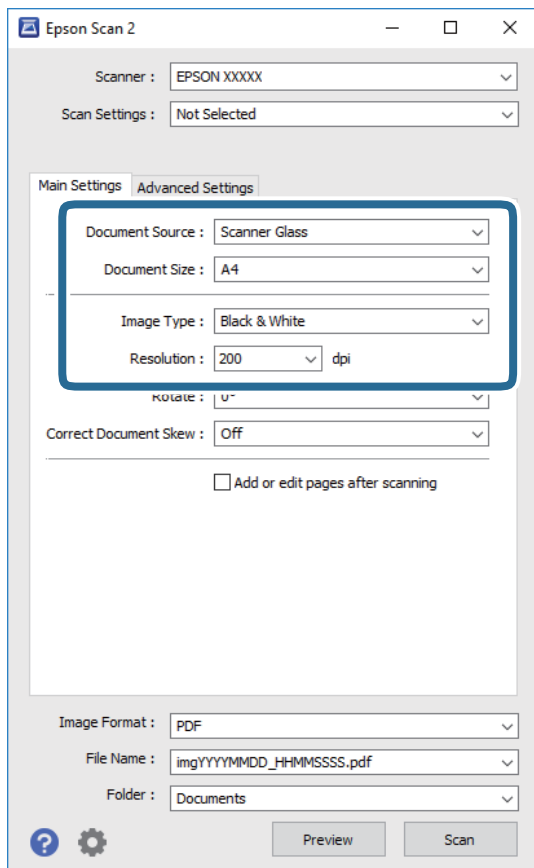 Epson Scan 2
Scanner : EPSON XXXXX
Scan Settings : Not Selected
Main Settings Advanced Settings
Document Source : Scanner Glass
Document Size : A4
Image Type : Black & White
Resolution : 200 dpi
Rotate : 0°
Correct Document Skew : Off
Add or edit pages after scanning
Image Format : PDF
File Name : imgYYYYMMDD_HHMMSSSS.pdf
Folder : Documents
? Preview Scan